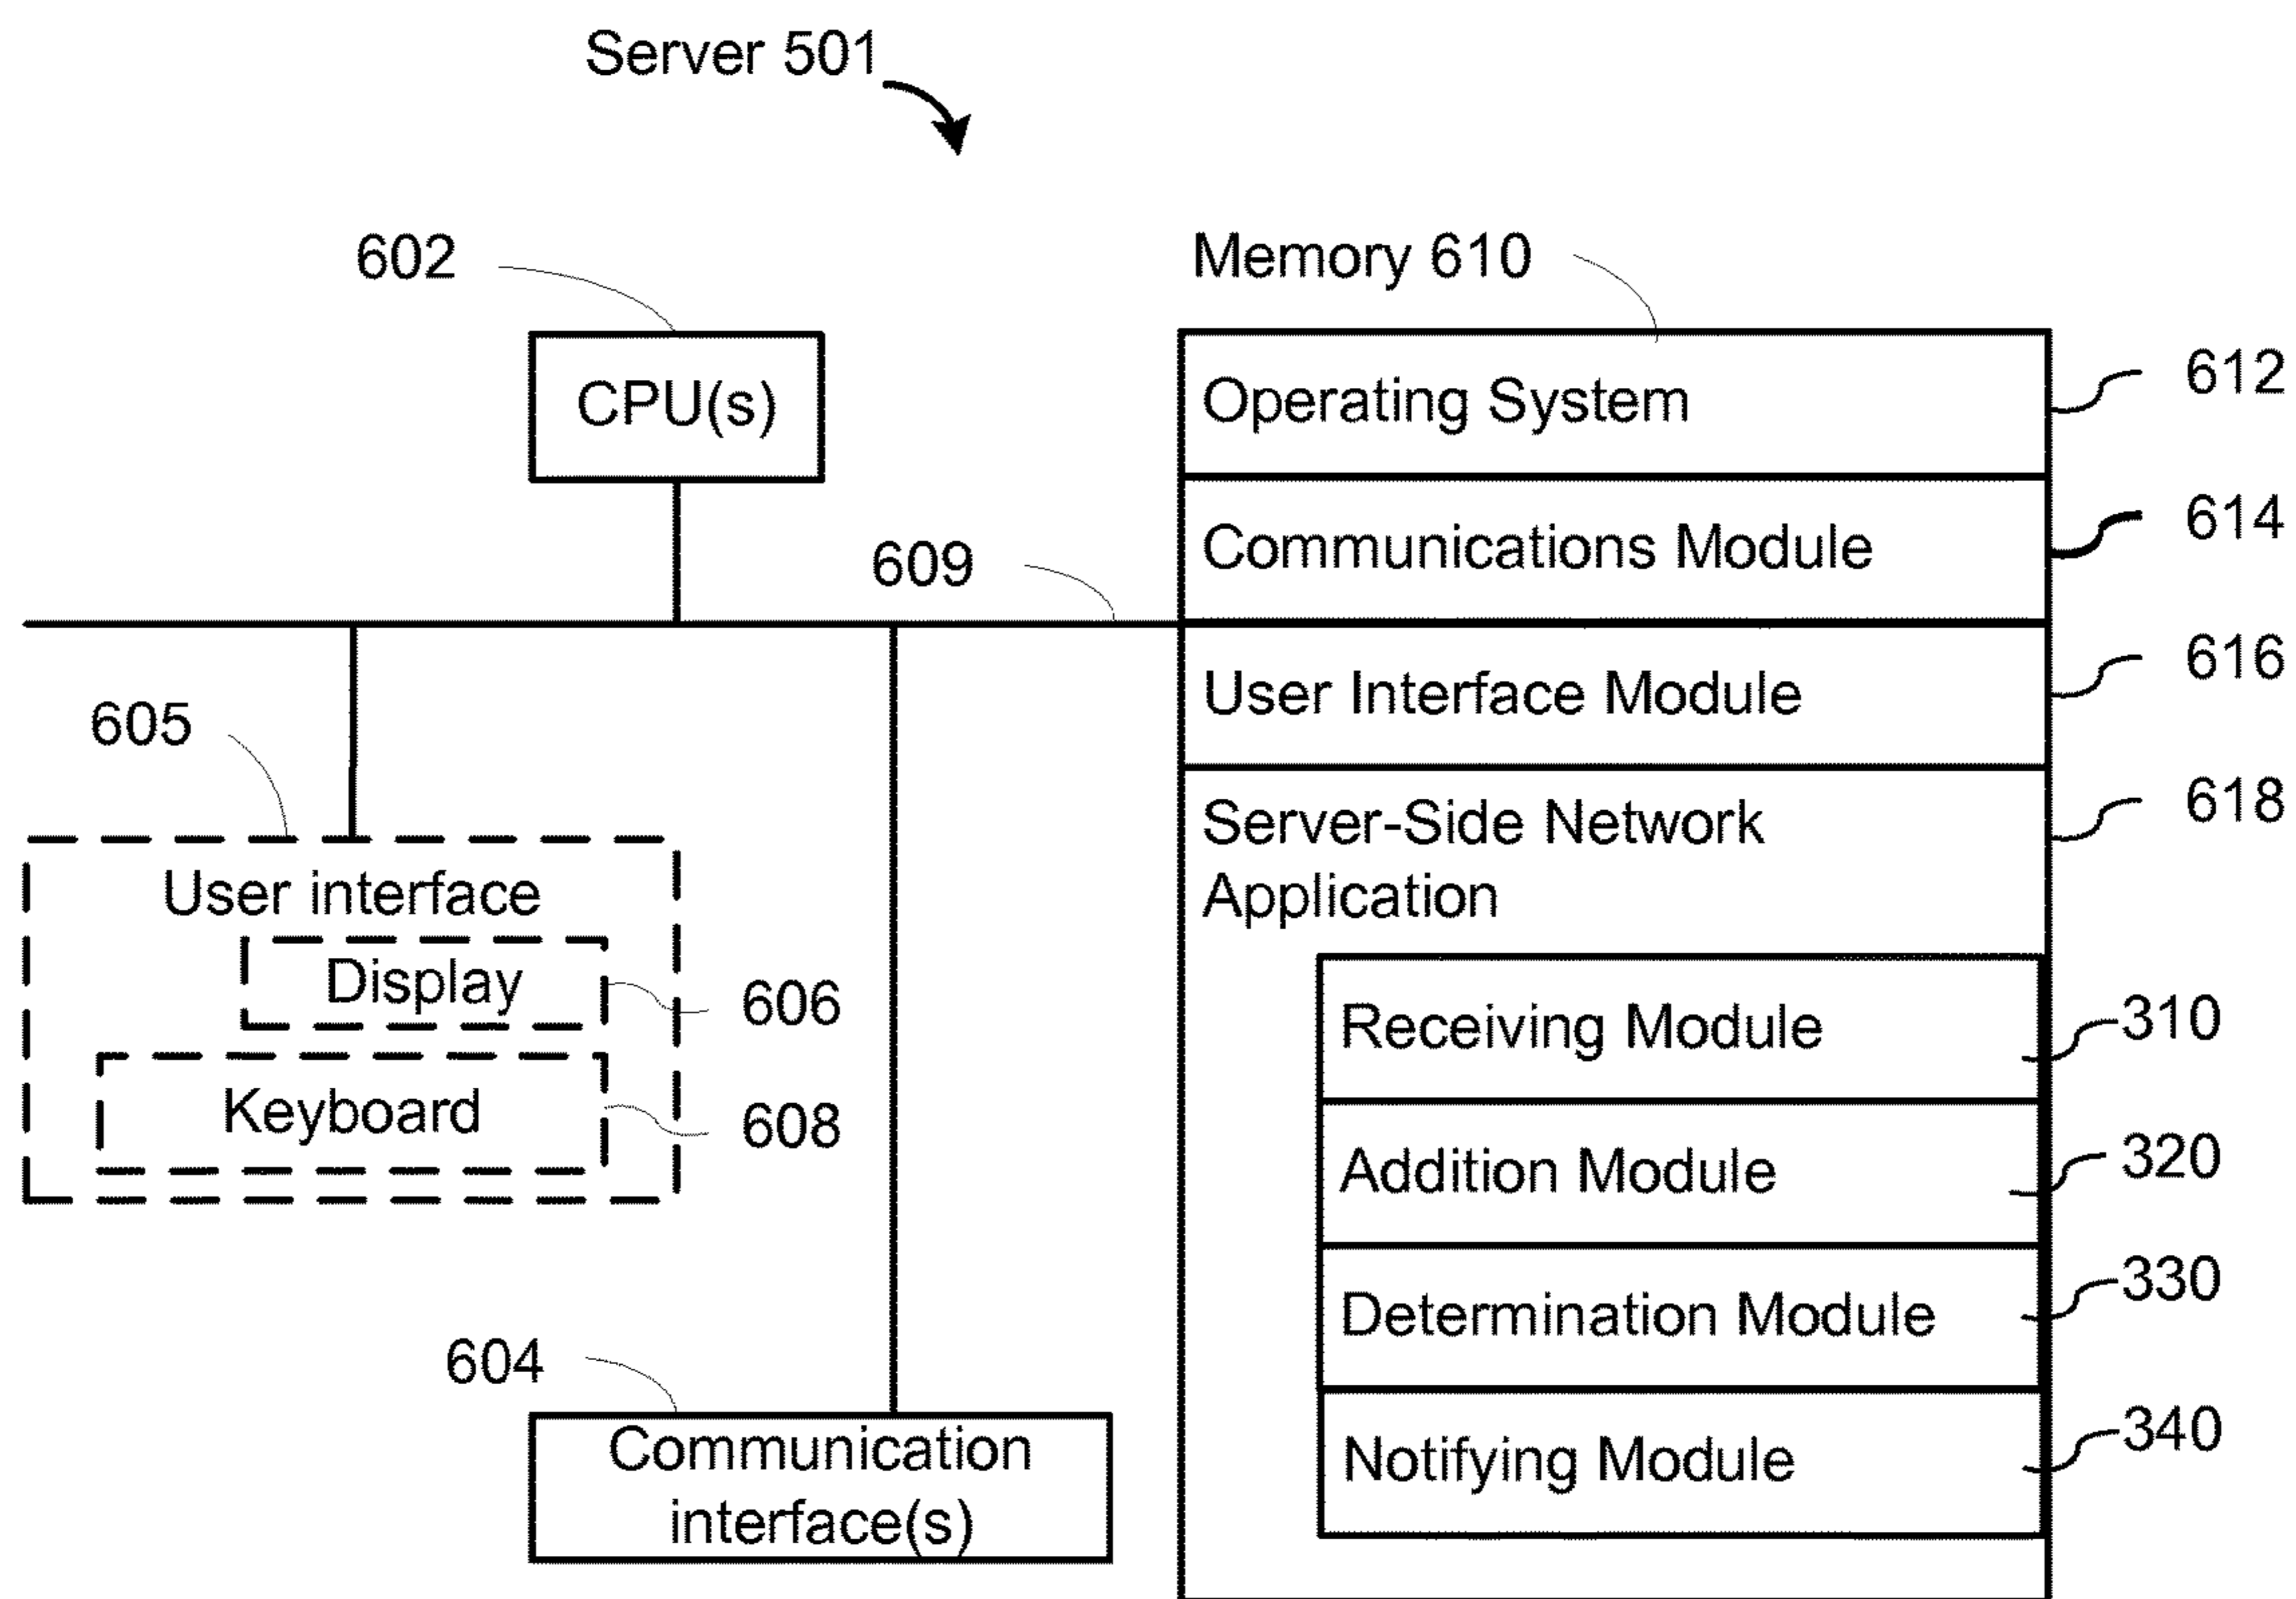 Server 501
602
CPU(s)
609
605
User interface
Display
606
Keyboard
608
604
Communication
interface(s)
Memory 610
Operating System
612
Communications Module
614
User Interface Module
616
Server-Side Network
Application
618
Receiving Module
310
Addition Module
320
Determination Module
330
Notifying Module
340